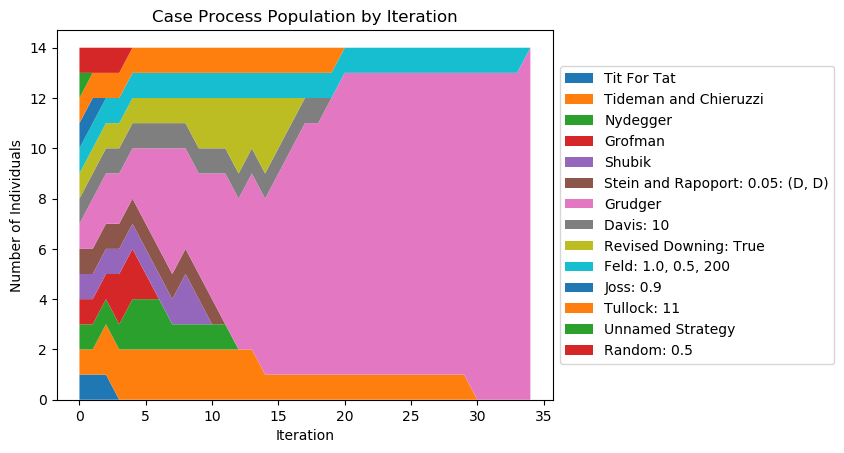 Case Process Population by Iteration
Number of Individuals
14
12
10
8
6
4
2
0
0 5 10 15 20 25 30 35
Iteration
Tit For Tat
Tideman and Chieruzzi
Nydegger
Grofman
Shubik
Stein and Rapoport: 0.05: (D, D)
Grudger
Davis: 10
Revised Downing: True
Feld: 1.0, 0.5, 200
Joss: 0.9
Tullock: 11
Unnamed Strategy
Random: 0.5